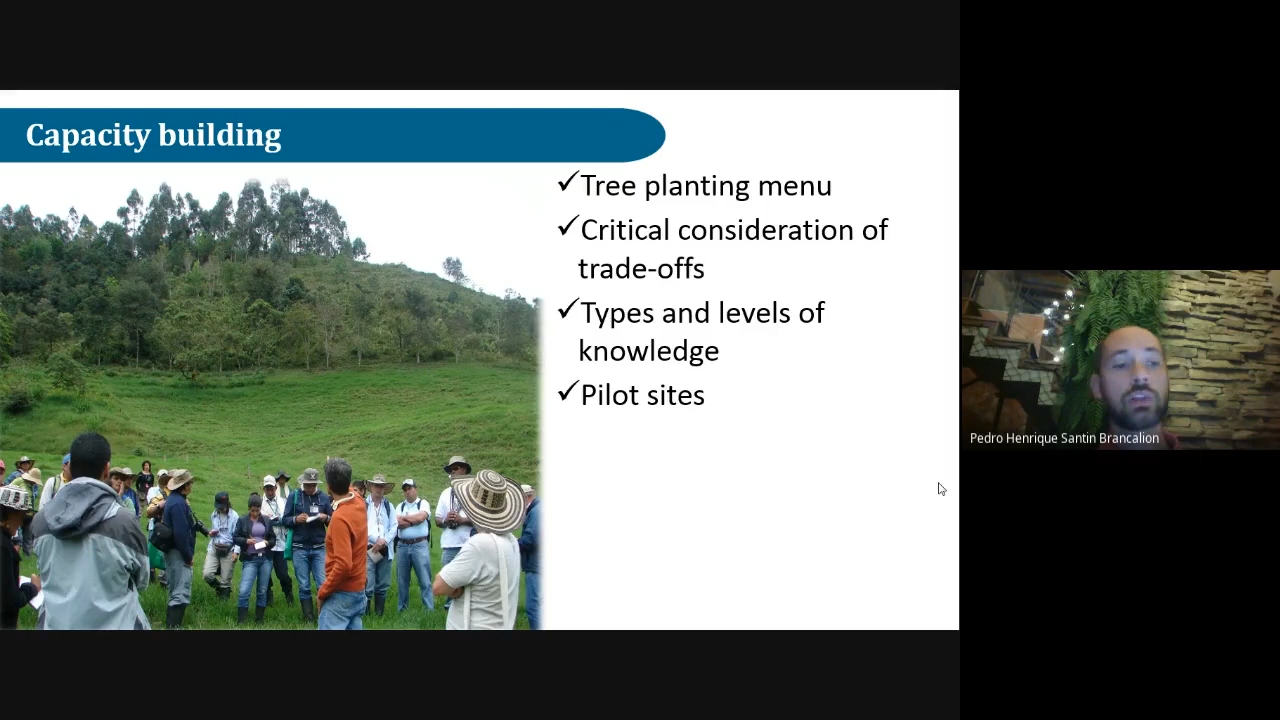 Capacity building
✓Tree planting menu
✓Critical consideration of
trade-offs
✓Types and levels of
knowledge
✓Pilot sites
Pedro Henrique Santin Brancalion